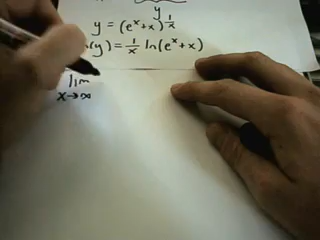 y
y = (e^x + x)^{1/x}
(y) = 1/x ln(e^x + x)
lim
x→∞